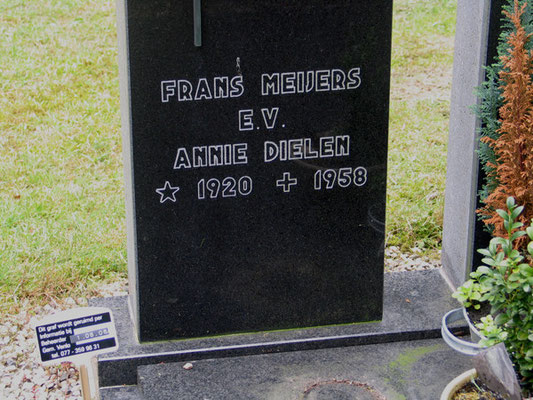 FRANS MEIJERS
E.V.
ANNIE DIELEN
☆ 1920 ✝ 1958
Dit graf wordt geruimd per
Informatie bij
Beheerder
Gem. Venlo
tel. 077 - 359 96 31